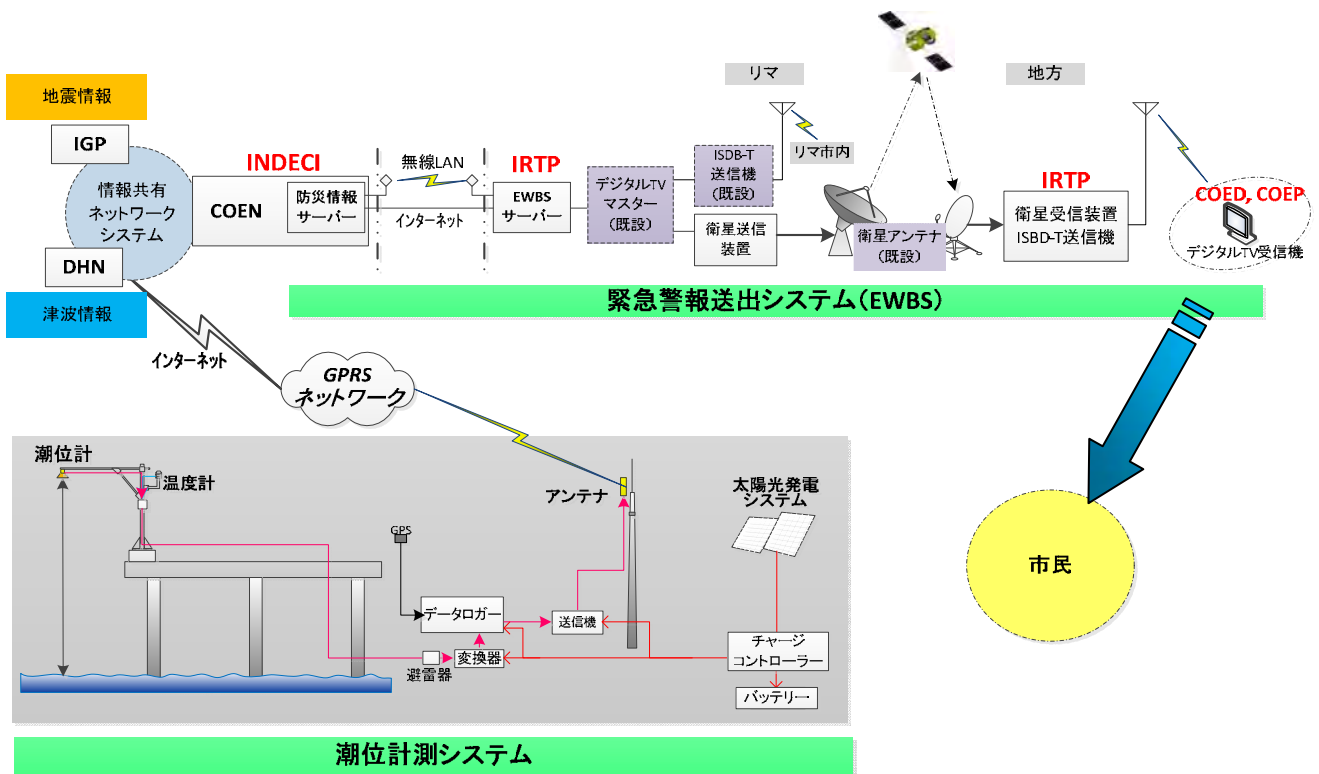 リマ
地方
地震情報
IGP
情報共有
ネットワーク
システム
DHN
津波情報
INDECI
COEN
防災情報
サーバー
無線LAN
インターネット
IRTP
EWBS
サーバー
デジタルTV
マスター
(既設)
ISDB-T
送信機
(既設)
リマ市内
衛星送信
装置
衛星アンテナ
(既設)
IRTP
衛星受信装置
ISBD-T送信機
COED, COEP
デジタルTV受信機
緊急警報送出システム(EWBS)
インターネット
GPRS
ネットワーク
市民
潮位計
温度計
アンテナ
太陽光発電
システム
GPS
データロガー
送信機
避雷器
変換器
チャージ
コントローラー
バッテリー
潮位計測システム